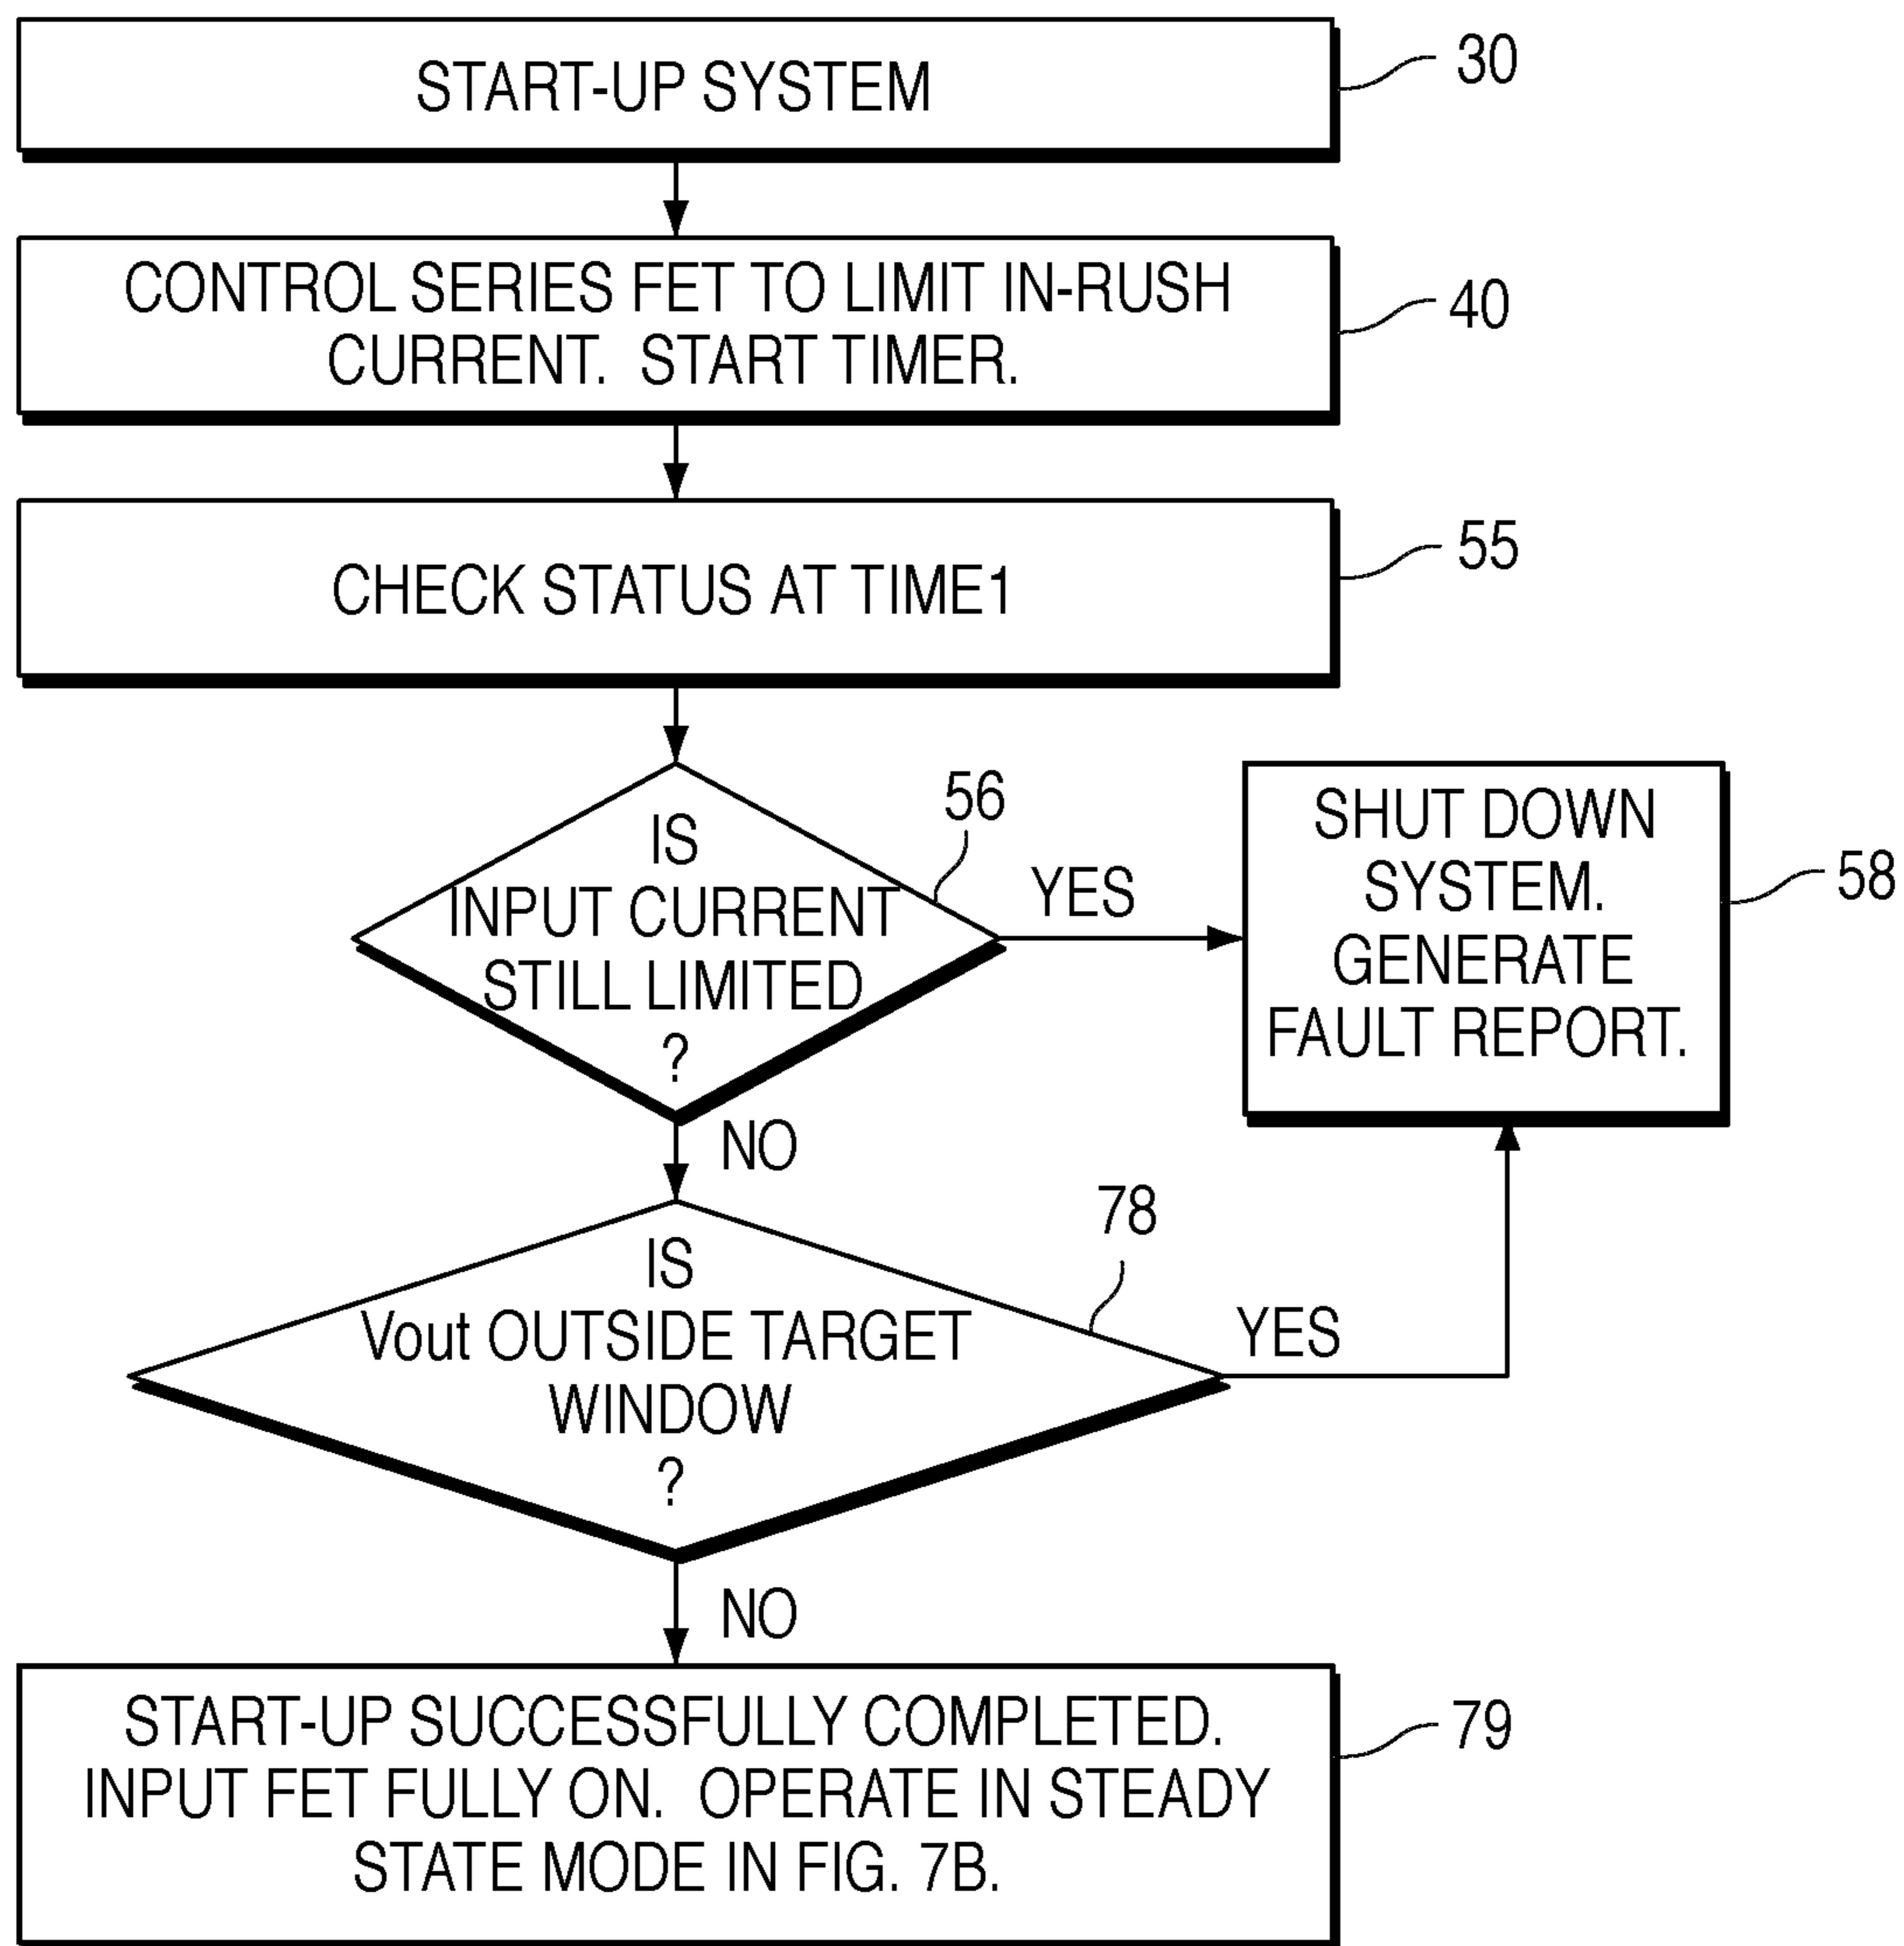 START-UP SYSTEM
30
CONTROL SERIES FET TO LIMIT IN-RUSH
CURRENT. START TIMER.
40
CHECK STATUS AT TIME1
55
IS
INPUT CURRENT
STILL LIMITED
?
56
YES
SHUT DOWN
SYSTEM.
GENERATE
FAULT REPORT.
58
NO
IS
Vout OUTSIDE TARGET
WINDOW
?
78
YES
NO
START-UP SUCCESSFULLY COMPLETED.
INPUT FET FULLY ON. OPERATE IN STEADY
STATE MODE IN FIG. 7B.
79